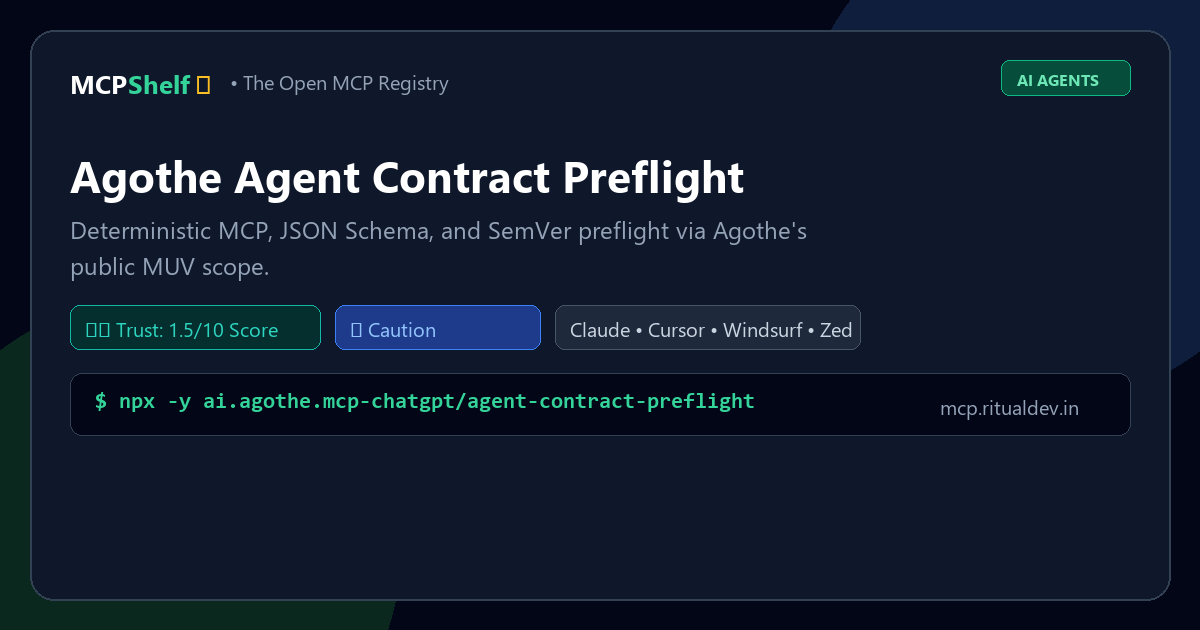 MCPShelf • The Open MCP Registry
AI AGENTS
Agothe Agent Contract Preflight
Deterministic MCP, JSON Schema, and SemVer preflight via Agothe's
public MUV scope.
Trust: 1.5/10 Score
Caution
Claude • Cursor • Windsurf • Zed
$ npx -y ai.agothe.mcp-chatgpt/agent-contract-preflight
mcp.ritualdev.in